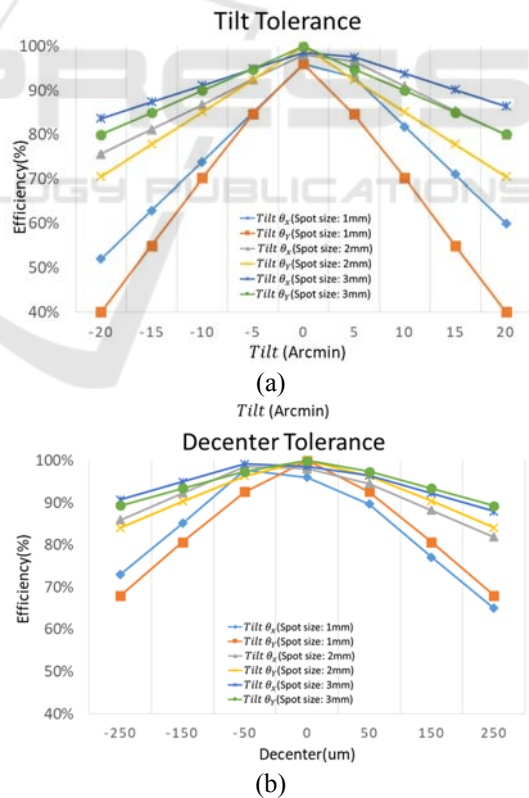 Tilt Tolerance
100%
90%
80%
70%
60%
50%
40%
Efficiency(%)
Tilt θX(Spot size: 1mm)
Tilt θY(Spot size: 1mm)
Tilt θX(Spot size: 2mm)
Tilt θY(Spot size: 2mm)
Tilt θX(Spot size: 3mm)
Tilt θY(Spot size: 3mm)
-20 -15 -10 -5 0 5 10 15 20
Tilt (Arcmin)
(a)
Tilt (Arcmin)
Decenter Tolerance
100%
90%
80%
70%
60%
50%
40%
Efficiency(%)
Tilt θX(Spot size: 1mm)
Tilt θY(Spot size: 1mm)
Tilt θX(Spot size: 2mm)
Tilt θY(Spot size: 2mm)
Tilt θX(Spot size: 3mm)
Tilt θY(Spot size: 3mm)
-250 -150 -50 0 50 150 250
Decenter(um)
(b)
PRESS
OLOGY PUBLICATIONS